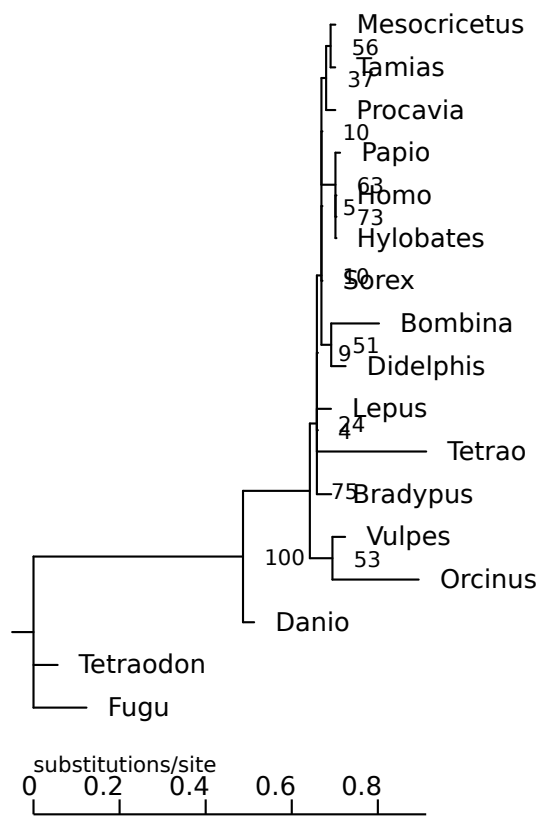 Mesocricetus
56
Tamias
37
Procavia
10
Papio
63
Homo
5
73
Hylobates
10
Sorex
Bombina
51
9
Didelphis
Lepus
24
4
Tetrao
75
Bradypus
Vulpes
100
53
Orcinus
Danio
Tetraodon
Fugu
substitutions/site
0 0.2 0.4 0.6 0.8